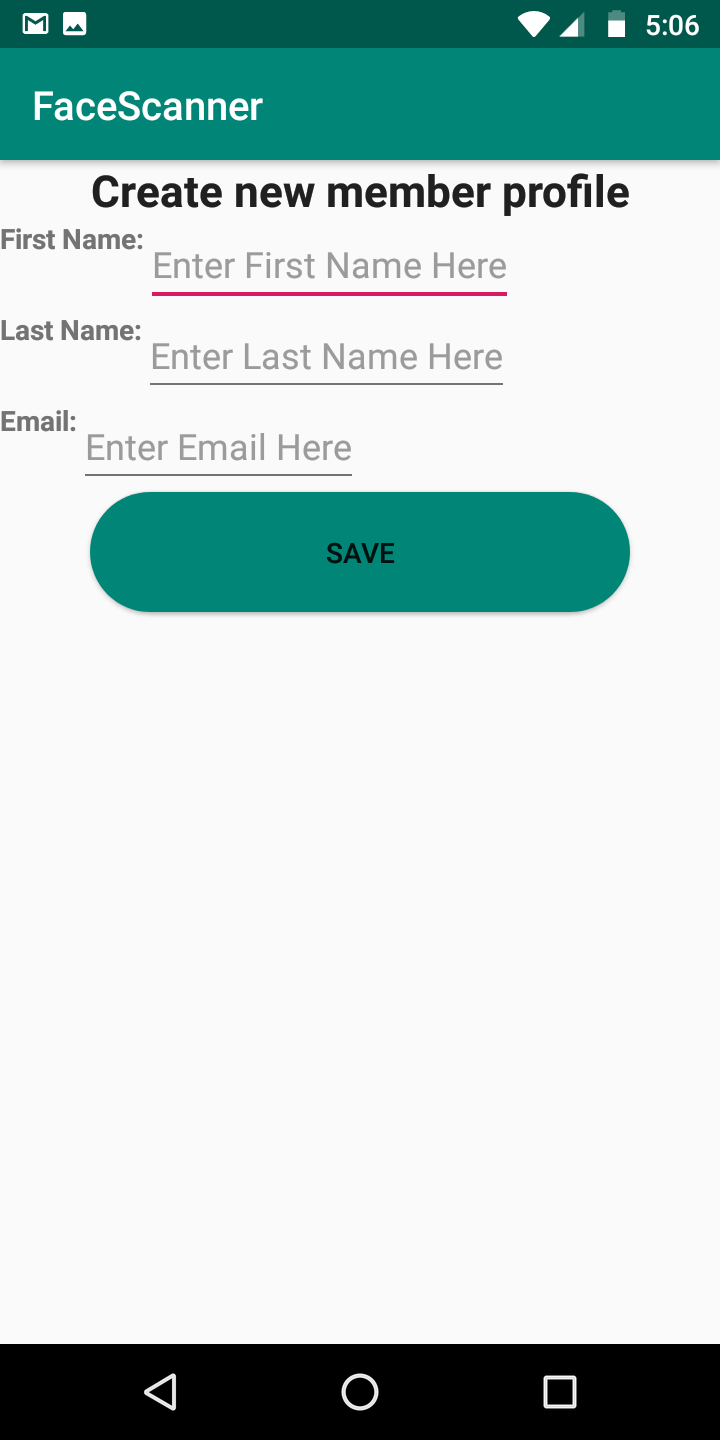 5:06
FaceScanner
Create new member profile
First Name: Enter First Name Here
Last Name: Enter Last Name Here
Email: Enter Email Here
SAVE